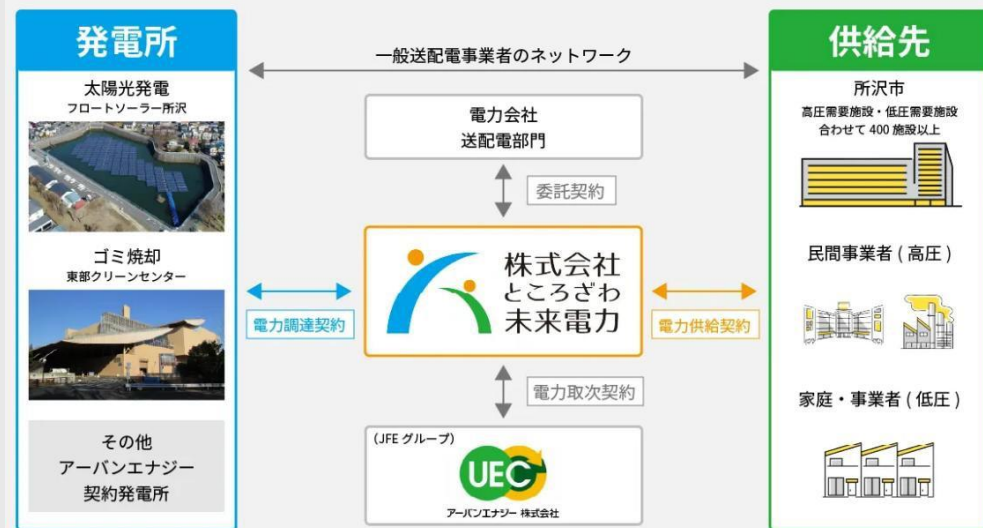 発電所
太陽光発電
フロートソーラー所沢
ゴミ焼却
東部クリーンセンター
その他
アーバンエナジー
契約発電所
一般送配電事業者のネットワーク
電力会社
送配電部門
委託契約
電力調達契約
株式会社
ところざわ
未来電力
電力供給契約
電力取次契約
(JFE グループ)
UEC
アーバンエナジー 株式会社
供給先
所沢市
高圧需要施設・低圧需要施設
合わせて 400 施設以上
民間事業者 ( 高圧 )
家庭・事業者 ( 低圧 )